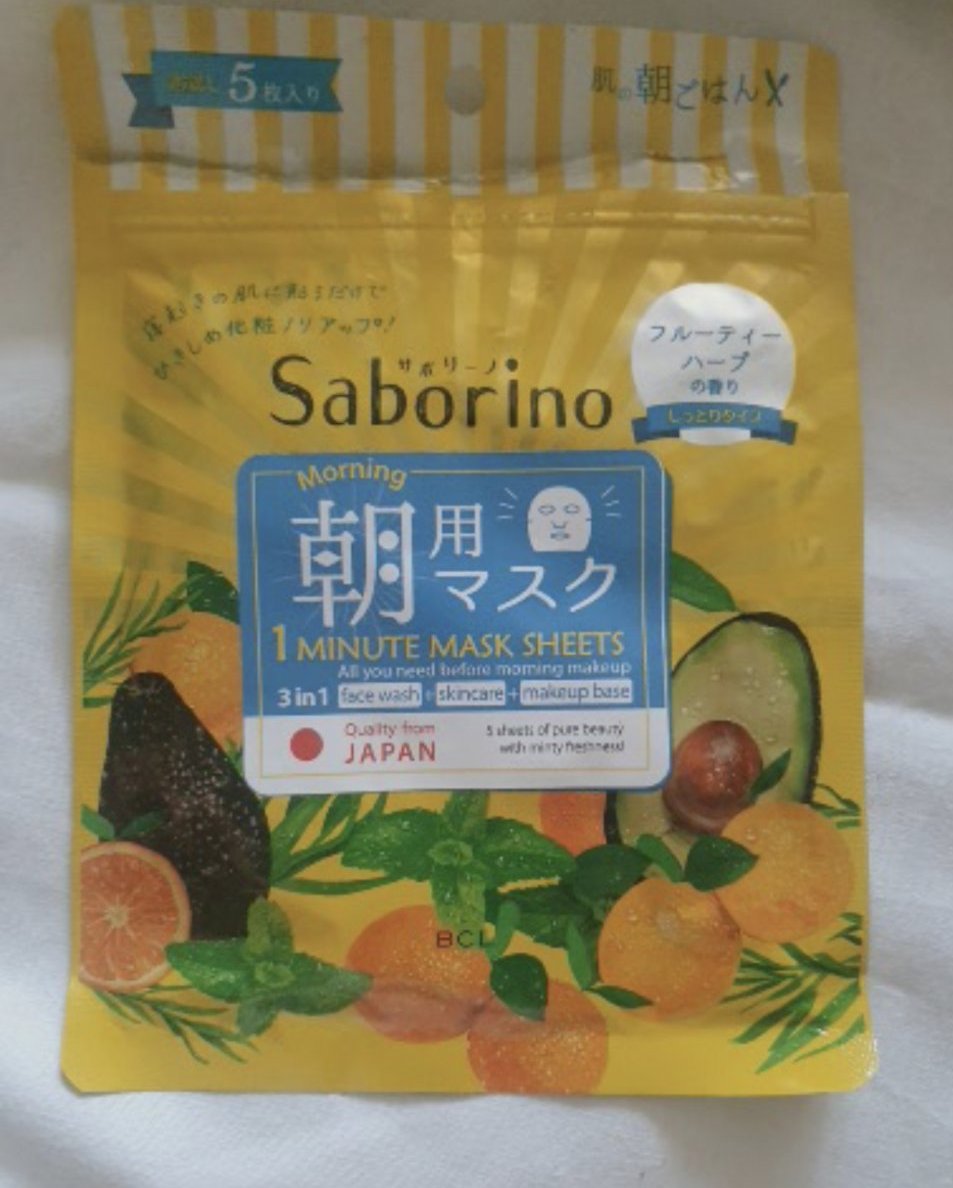 5枚入り
肌の朝ごはん
の肌に貼るだけで
ひきしめ化粧ノリアップ!
サボリーノ
Saborino
フルーティー
ハーブ
の香り
しっとりタイプ
Morning
朝用
マスク
1 MINUTE MASK SHEETS
All you need before morning makeup
3 in 1 face wash + skincare + makeup base
Quality from
JAPAN
5 sheets of pure beauty
with minty freshness!
BCL